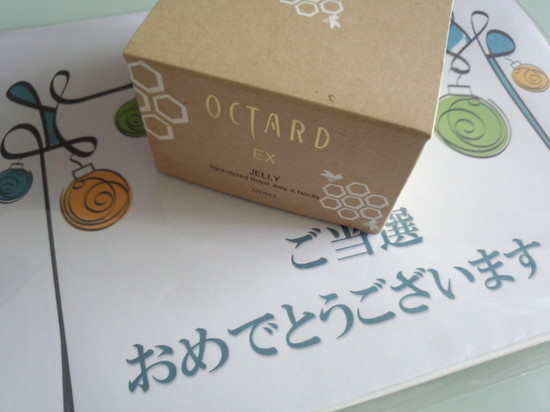 OCTARD
EX
JELLY
Hydrolyzed Royal Jelly & Honey
ご当選
おめでとうございます